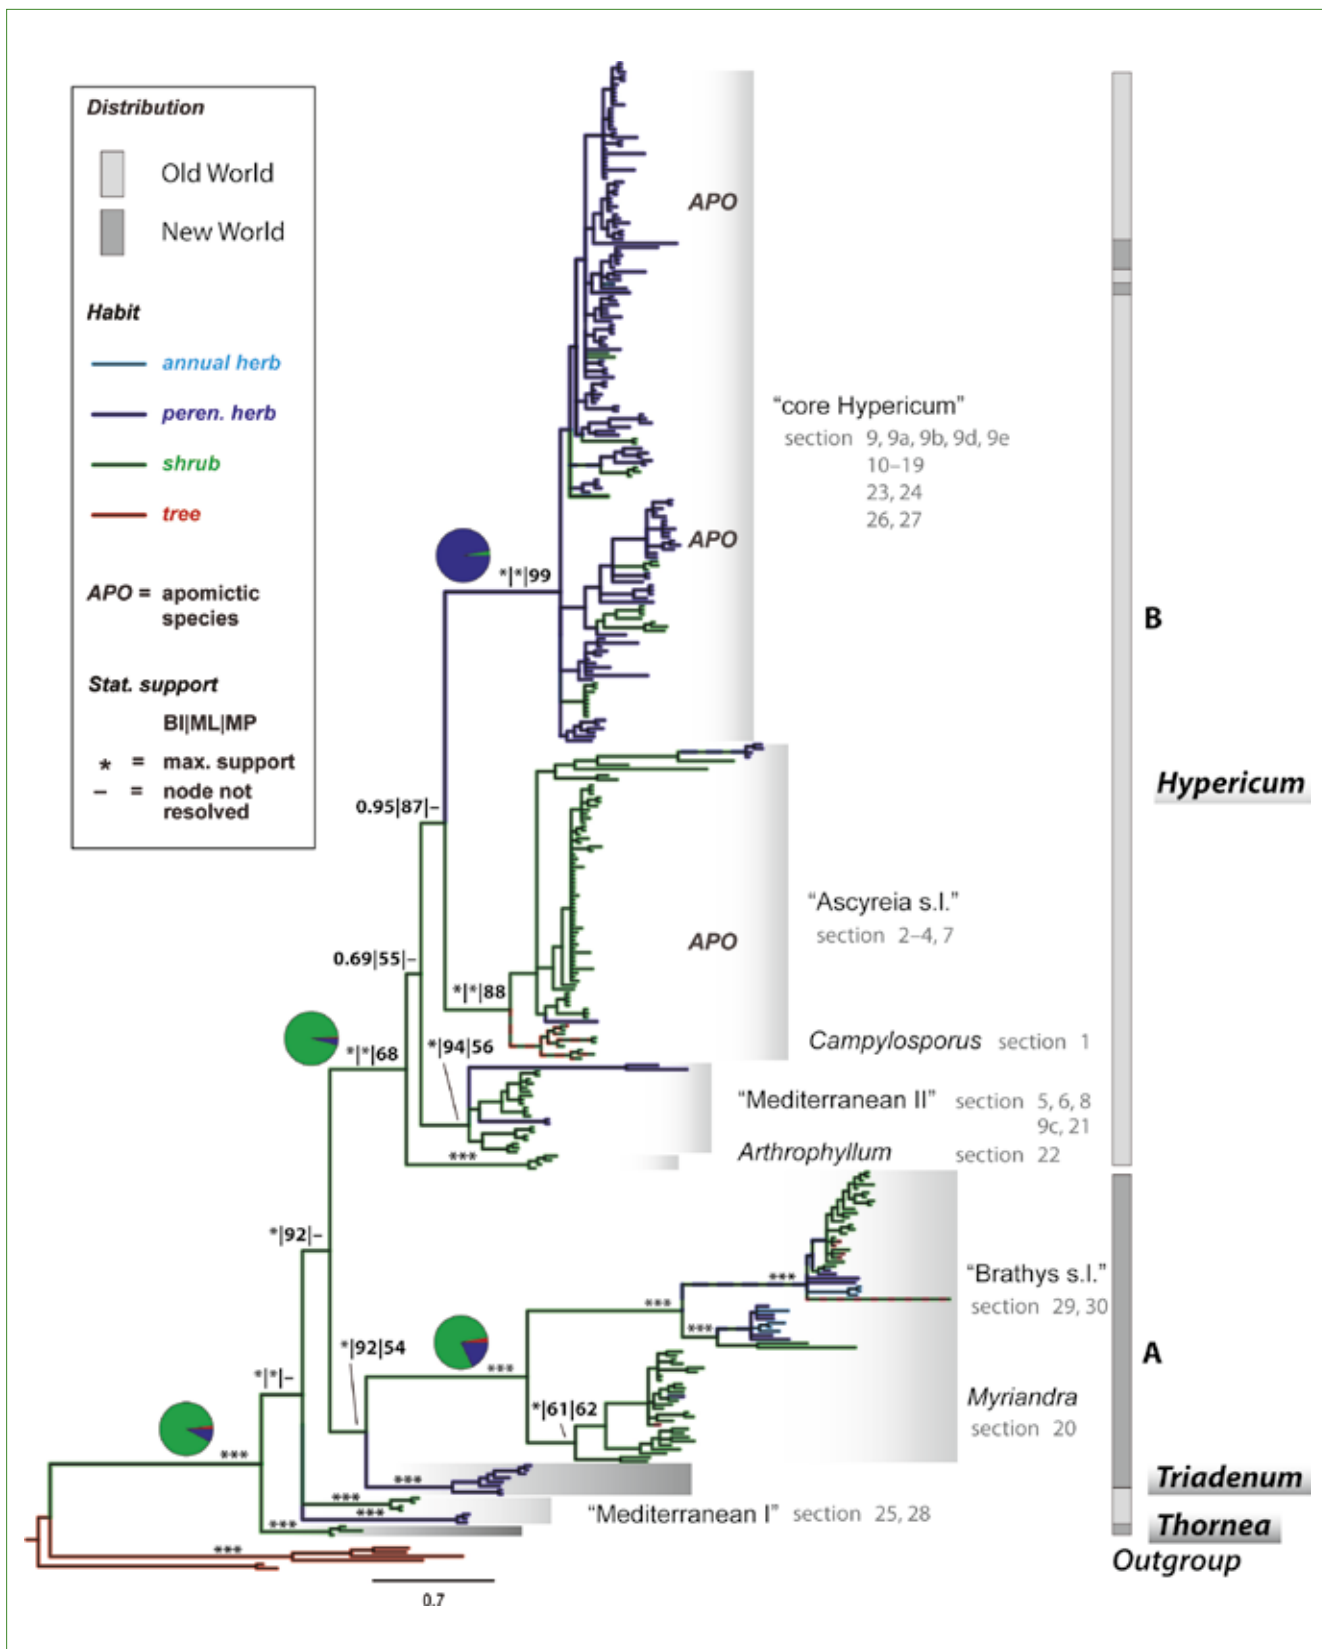 Distribution
Old World
New World
Habit
annual herb
peren. herb
shrub
tree
APO = apomictic
species
Stat. support
BI|ML|MP
* = max. support
– = node not
resolved
APO
"core Hypericum"
section 9, 9a, 9b, 9d, 9e
10–19
23, 24
26, 27
APO
*|*|99
B
Hypericum
0.95|87|–
"Ascyreia s.l."
section 2–4, 7
APO
0.69|55|–
*|*|88
Campylosporus section 1
*|*|68
*|94|56
"Mediterranean II" section 5, 6, 8
9c, 21
Arthrophyllum section 22
***
*|92|–
***
"Brathys s.l."
section 29, 30
***
***
A
*|92|54
***
Myriandra
section 20
*|*|–
*|61|62
***
***
Triadenum
***
***
"Mediterranean I" section 25, 28
Thornea
***
Outgroup
***
0.7